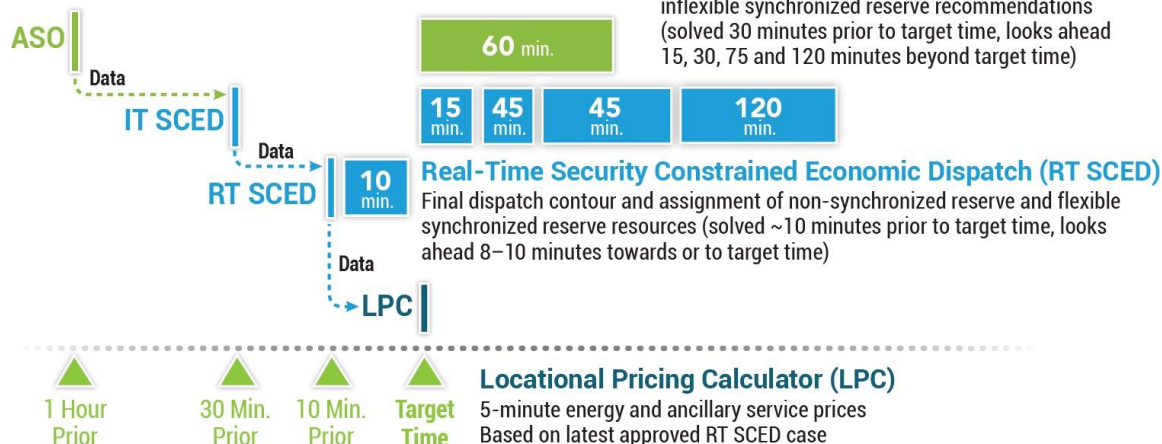 inflexible synchronized reserve recommendations
(solved 30 minutes prior to target time, looks ahead
15, 30, 75 and 120 minutes beyond target time)
ASO
60 min.
Data
IT SCED
15 min.
45 min.
45 min.
120 min.
Data
RT SCED
10 min.
Real-Time Security Constrained Economic Dispatch (RT SCED)
Final dispatch contour and assignment of non-synchronized reserve and flexible
synchronized reserve resources (solved ~10 minutes prior to target time, looks
ahead 8–10 minutes towards or to target time)
Data
LPC
1 Hour
Prior
30 Min.
Prior
10 Min.
Prior
Target
Time
Locational Pricing Calculator (LPC)
5-minute energy and ancillary service prices
Based on latest approved RT SCED case